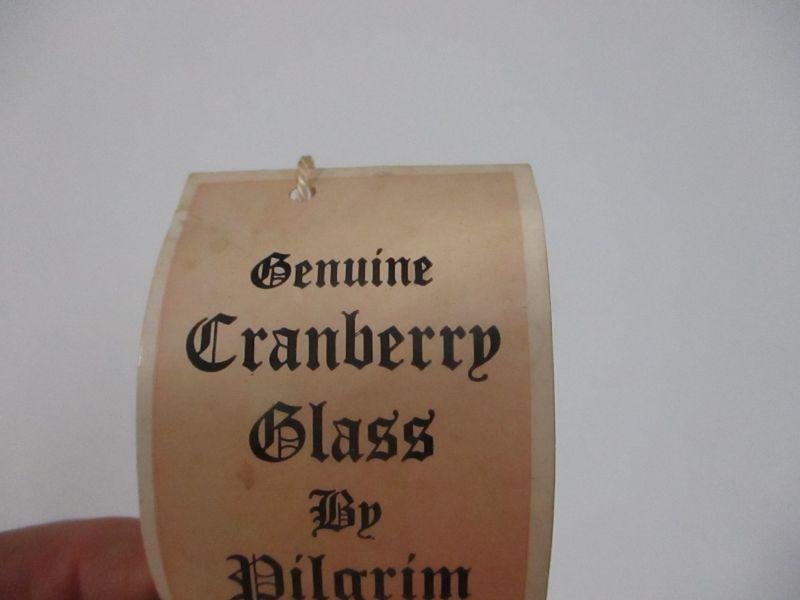 Genuine
Cranberry
Glass
By
Pilgrim